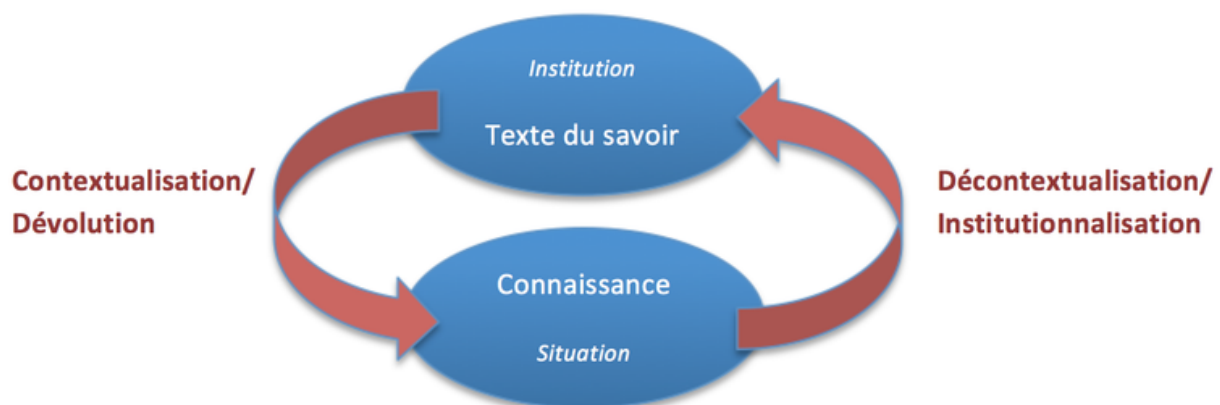 Institution
Texte du savoir
Contextualisation/
Dévolution
Décontextualisation/
Institutionnalisation
Connaissance
Situation